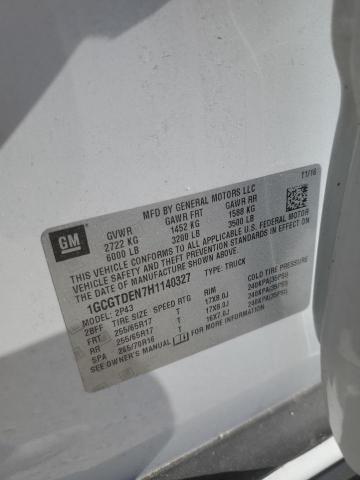 11/16
MFD BY GENERAL MOTORS LLC
GM
GVWR GAWR FRT GAWR RR
2722 KG 1452 KG 1588 KG
6000 LB 3200 LB 3500 LB
THIS VEHICLE CONFORMS TO ALL APPLICABLE U.S. FEDERAL MOTOR
VEHICLE SAFETY AND THEFT PREVENTION STANDARDS IN EFFECT ON
THE DATE OF MANUFACTURE SHOWN ABOVE.
1GCGTDEN7H1140327 TYPE: TRUCK
MODEL: 2P43
2BFF TIRE SIZE SPEED RTG RIM COLD TIRE PRESSURE
FRT 255/65R17 T 17X8.0J 240KPA(35PSI)
RR 255/65R17 T 17X8.0J 240KPA(35PSI)
SPA 265/70R16 T 16X7.0J 240KPA(35PSI)
SEE OWNER'S MANUAL FOR ADDITIONAL INFORMATION.